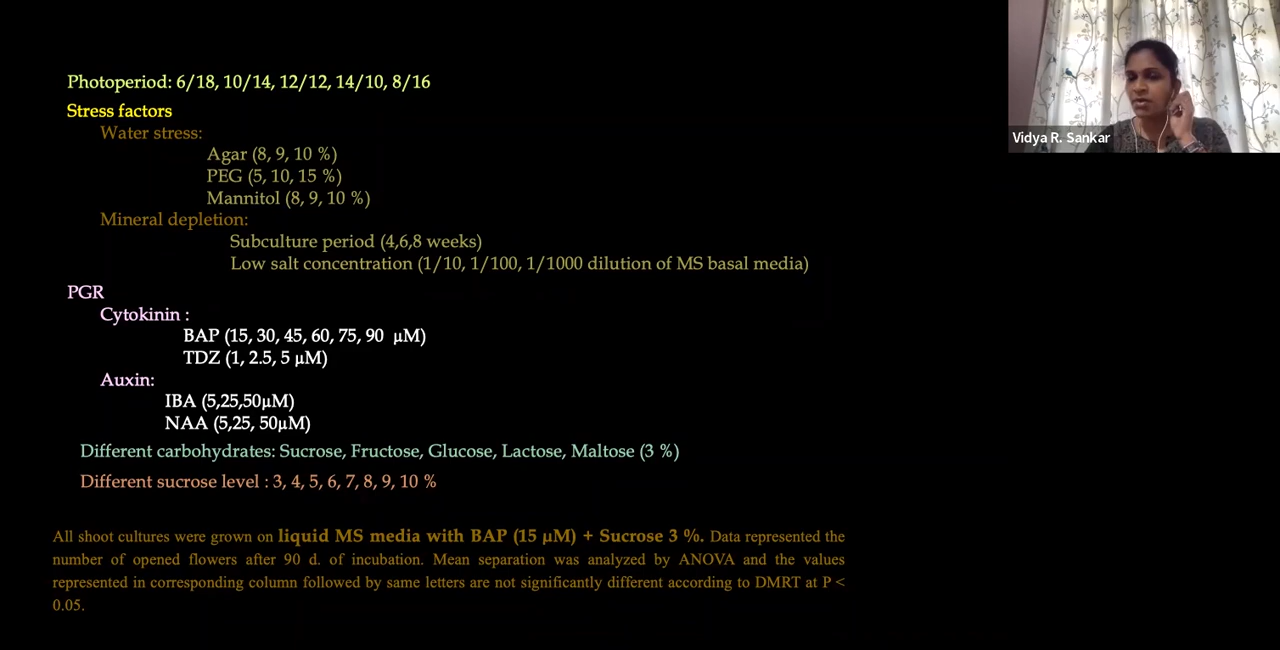 Photoperiod: 6/18, 10/14, 12/12, 14/10, 8/16
Stress factors
Water stress:
Agar (8, 9, 10 %)
PEG (5, 10, 15 %)
Mannitol (8, 9, 10 %)
Mineral depletion:
Subculture period (4,6,8 weeks)
Low salt concentration (1/10, 1/100, 1/1000 dilution of MS basal media)
PGR
Cytokinin :
BAP (15, 30, 45, 60, 75, 90 µM)
TDZ (1, 2.5, 5 µM)
Auxin:
IBA (5,25,50µM)
NAA (5,25, 50µM)
Different carbohydrates: Sucrose, Fructose, Glucose, Lactose, Maltose (3 %)
Different sucrose level : 3, 4, 5, 6, 7, 8, 9, 10 %
All shoot cultures were grown on liquid MS media with BAP (15 µM) + Sucrose 3 %. Data represented the
number of opened flowers after 90 d. of incubation. Mean separation was analyzed by ANOVA and the values
represented in corresponding column followed by same letters are not significantly different according to DMRT at P <
0.05.
Vidya R. Sankar